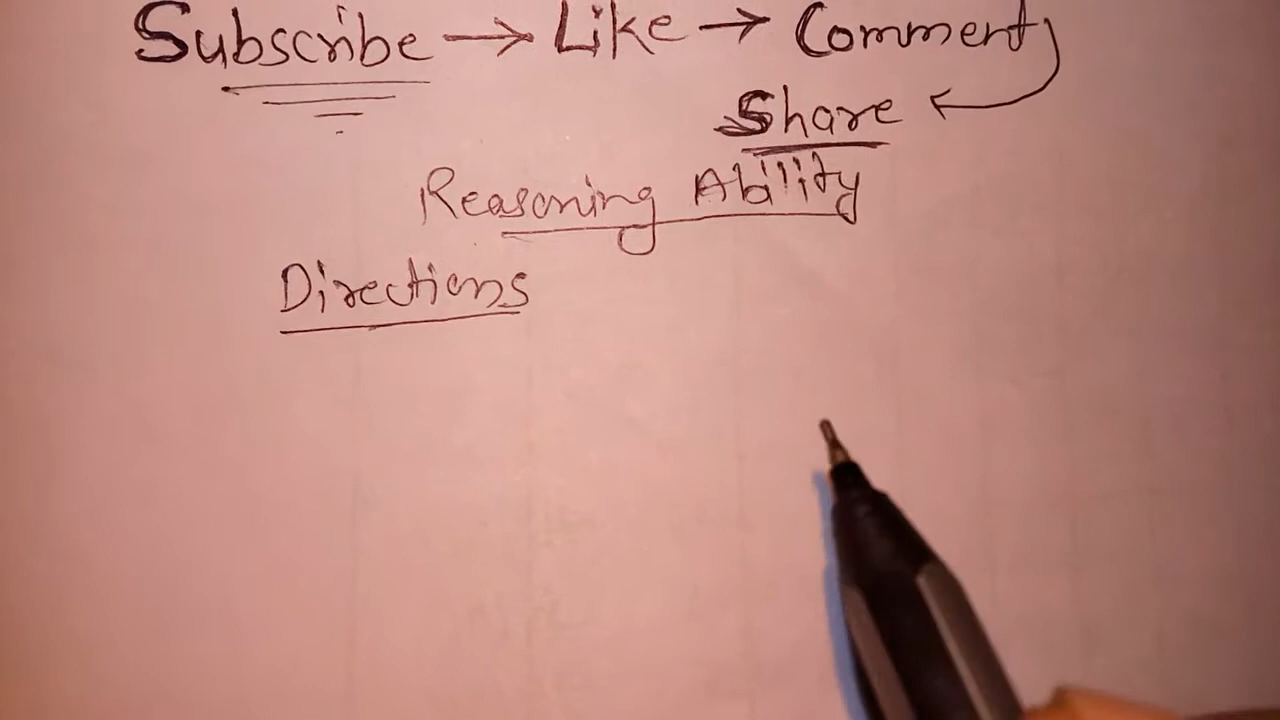 Subscribe → Like → Comment
Share ←
Reasoning Ability
Directions